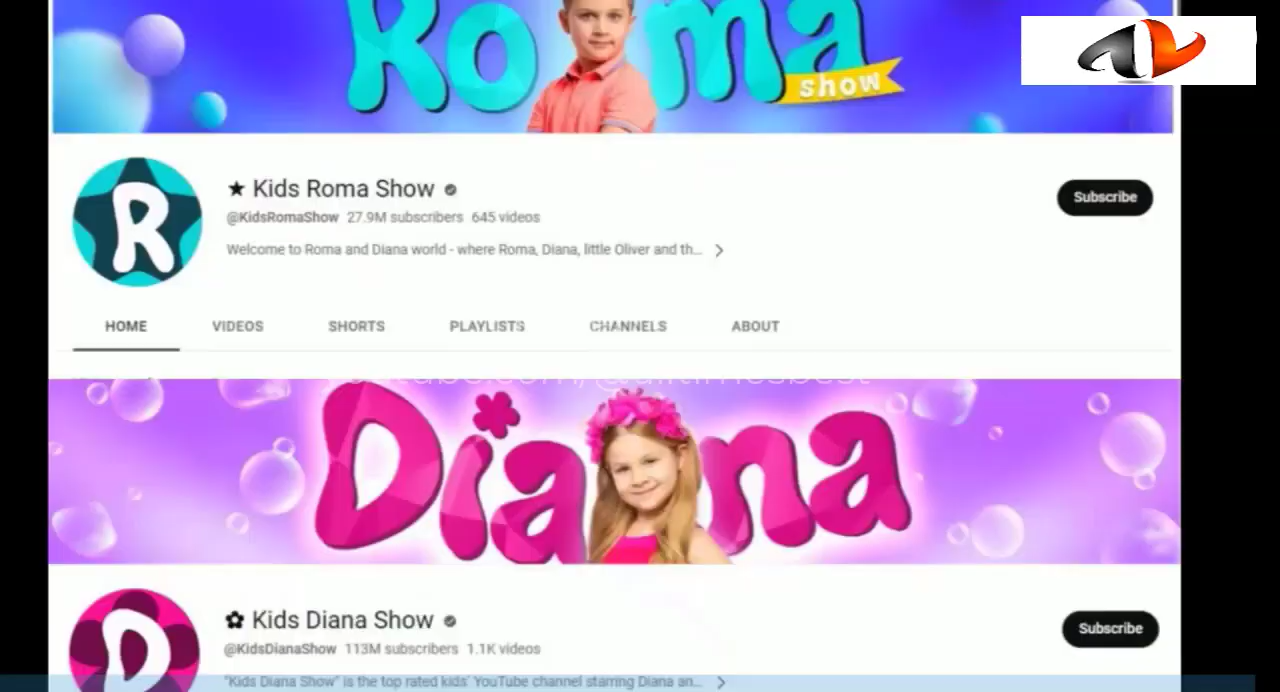 Roma
show
★ Kids Roma Show
@KidsRomaShow 27.9M subscribers 645 videos
Welcome to Roma and Diana world - where Roma, Diana, little Oliver and th...
Subscribe
HOME VIDEOS SHORTS PLAYLISTS CHANNELS ABOUT
Diana
✿ Kids Diana Show
@KidsDianaShow 113M subscribers 1.1K videos
"Kids Diana Show" is the top rated kids' YouTube channel starring Diana an...
Subscribe
R
D